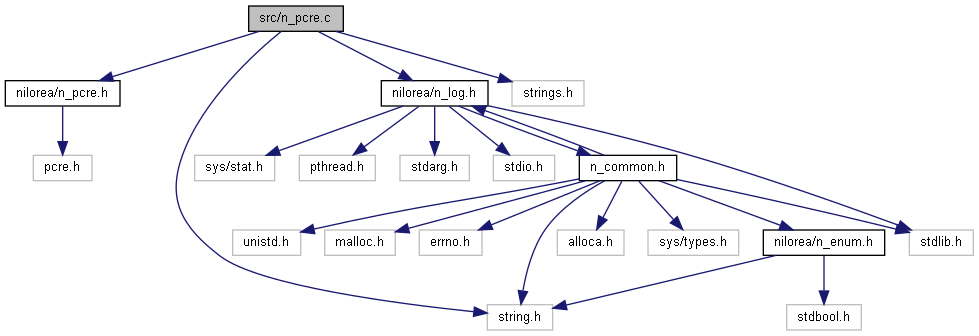 src/n_pcre.c
nilorea/n_pcre.h
nilorea/n_log.h
strings.h
pcre.h
sys/stat.h
pthread.h
stdarg.h
stdio.h
n_common.h
unistd.h
malloc.h
errno.h
alloca.h
sys/types.h
nilorea/n_enum.h
stdlib.h
string.h
stdbool.h